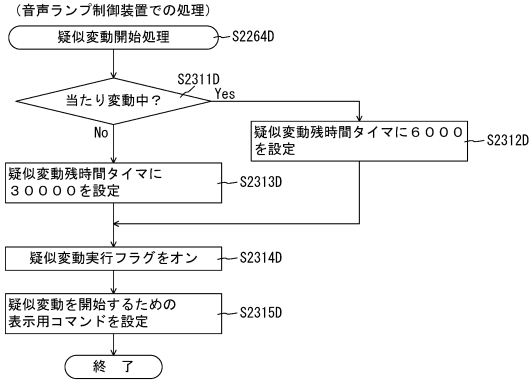 （音声ランプ制御装置での処理）
疑似変動開始処理
S2264D
S2311D
当たり変動中？
Yes
No
疑似変動残時間タイマに６０００
を設定
S2312D
疑似変動残時間タイマに
３００００を設定
S2313D
疑似変動実行フラグをオン
S2314D
疑似変動を開始するための
表示用コマンドを設定
S2315D
終　了